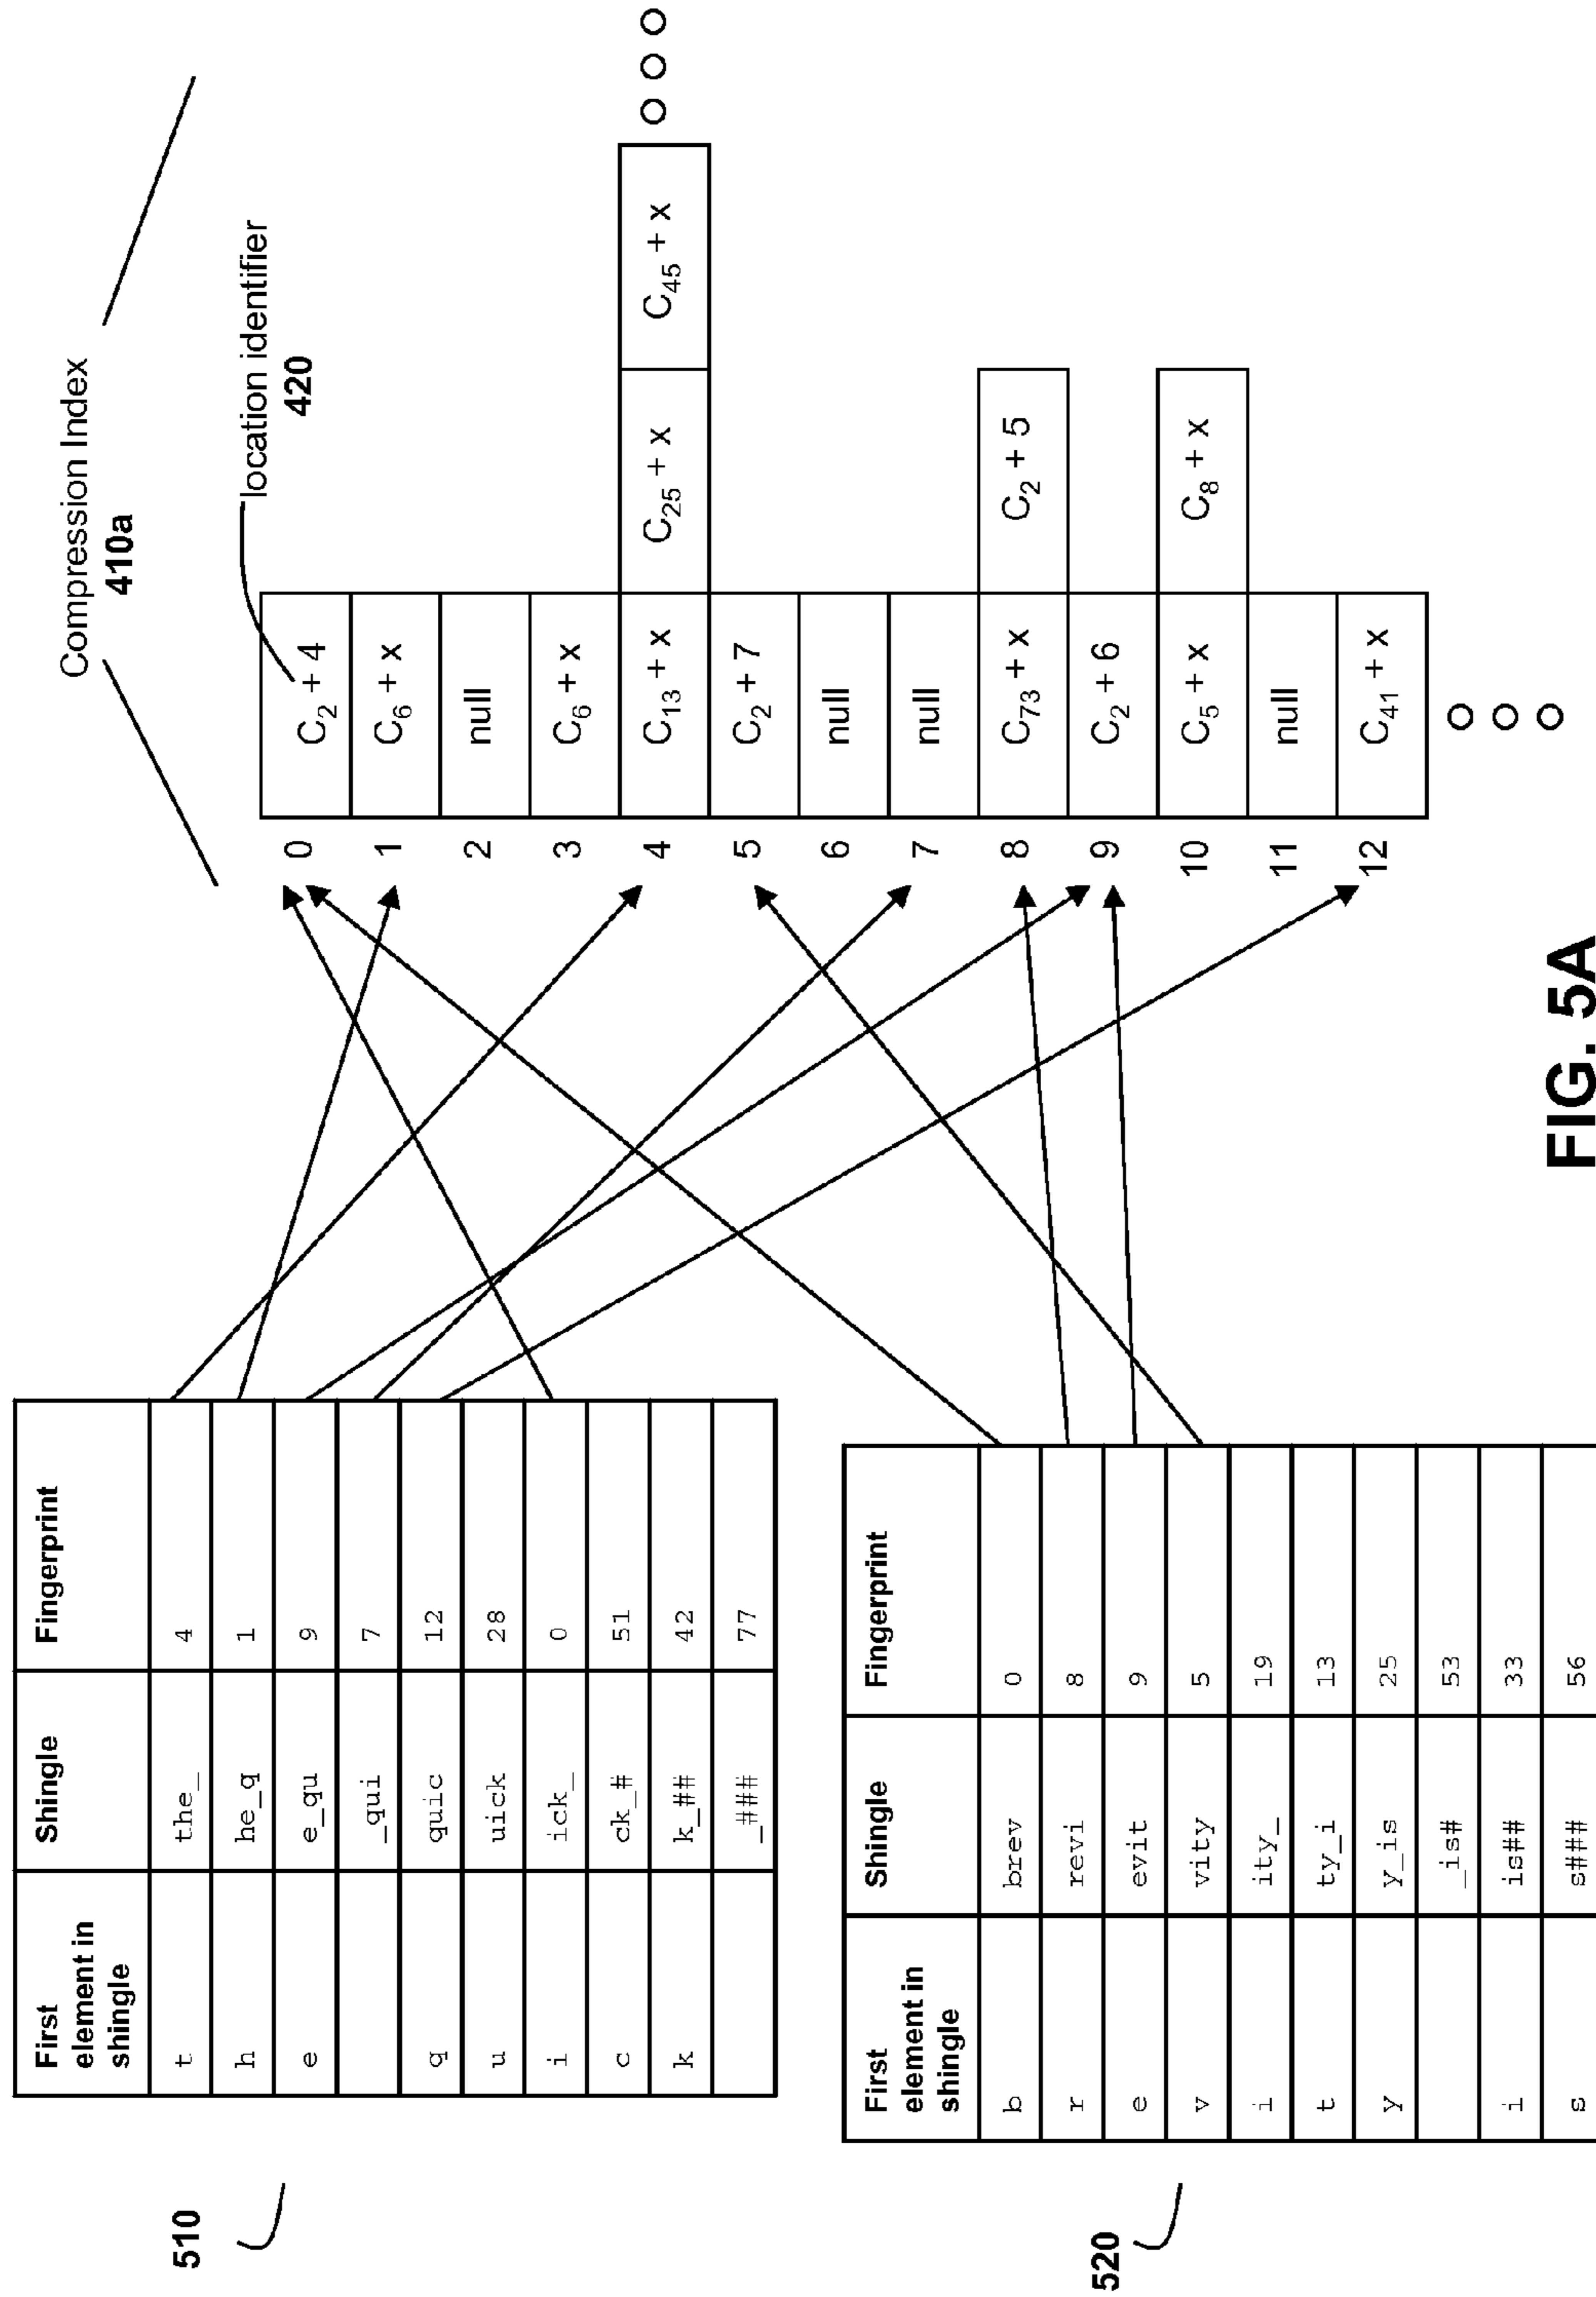 Compression Index
410a
location identifier
420
510
First element in shingle Shingle Fingerprint
t the_ 4
h he_q 1
e e_qu 9
_qui 7
q quic 12
u uick 28
i ick_ 0
c ck_# 51
k k_## 42
_### 77
520
First element in shingle Shingle Fingerprint
b brev 0
r revi 8
e evit 9
v vity 5
i ity_ 19
t ty_i 13
y y_is 25
_is# 53
i is## 33
s s### 56
0 C₂ + 4
1 C₆ + x
2 null
3 C₆ + x
4 C₁₃ + x C₂₅ + x C₄₅ + x
5 C₂ + 7
6 null
7 null
8 C₇₃ + x C₂ + 5
9 C₂ + 6
10 C₅ + x C₈ + x
11 null
12 C₄₁ + x
FIG. 5A